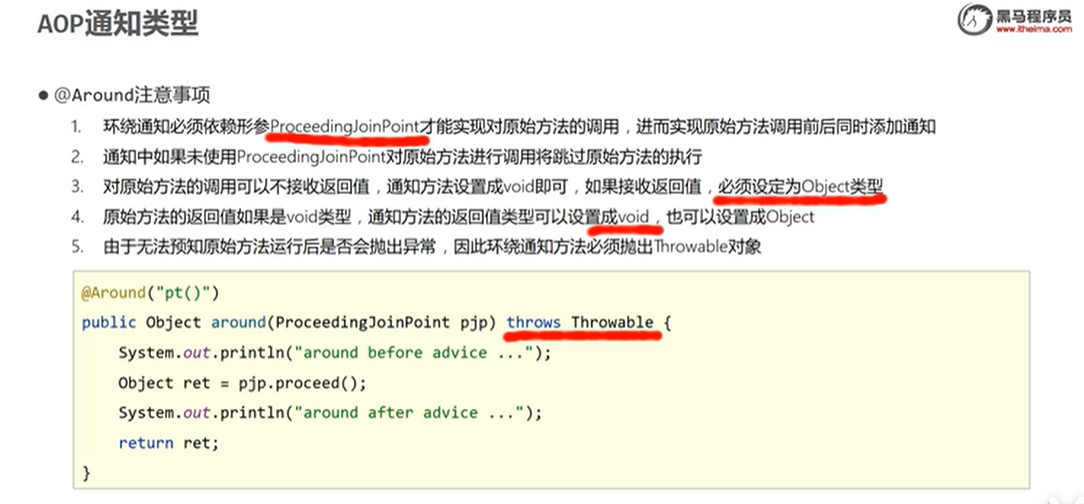 AOP通知类型
黑马程序员
www.itheima.com
● @Around注意事项
1. 环绕通知必须依赖形参ProceedingJoinPoint才能实现对原始方法的调用，进而实现原始方法调用前后同时添加通知
2. 通知中如果未使用ProceedingJoinPoint对原始方法进行调用将跳过原始方法的执行
3. 对原始方法的调用可以不接收返回值，通知方法设置成void即可，如果接收返回值，必须设定为Object类型
4. 原始方法的返回值如果是void类型，通知方法的返回值类型可以设置成void，也可以设置成Object
5. 由于无法预知原始方法运行后是否会抛出异常，因此环绕通知方法必须抛出Throwable对象
@Around("pt()")
public Object around(ProceedingJoinPoint pjp) throws Throwable {
    System.out.println("around before advice ...");
    Object ret = pjp.proceed();
    System.out.println("around after advice ...");
    return ret;
}